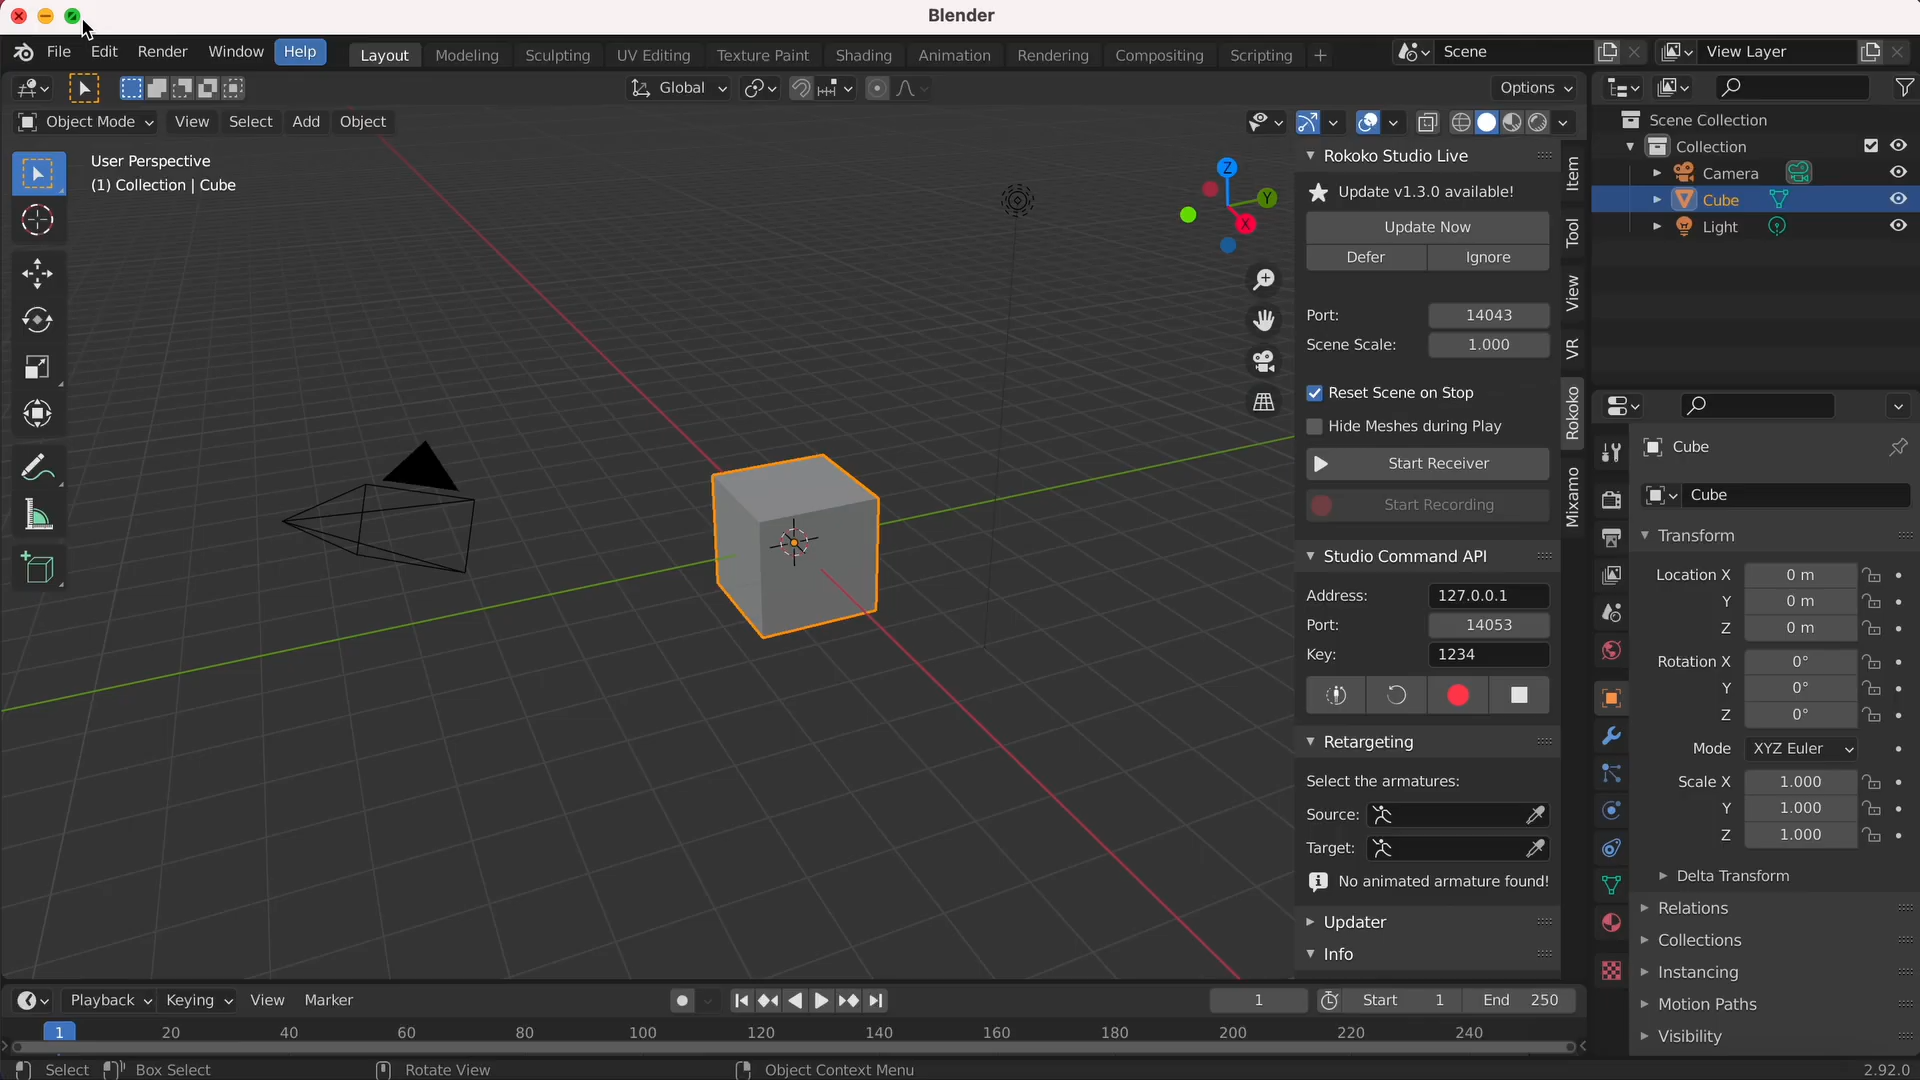 Blender
File Edit Render Window Help Layout Modeling Sculpting UV Editing Texture Paint Shading Animation Rendering Compositing Scripting + Scene View Layer
Global Options
Object Mode View Select Add Object
User Perspective
(1) Collection | Cube
Z
Y
X
Rokoko Studio Live
Update v1.3.0 available!
Update Now
Defer Ignore
Port: 14043
Scene Scale: 1.000
Reset Scene on Stop
Hide Meshes during Play
Start Receiver
Start Recording
Studio Command API
Address: 127.0.0.1
Port: 14053
Key: 1234
Retargeting
Select the armatures:
Source:
Target:
No animated armature found!
Updater
Info
Item
Tool
View
VR
Rokoko
Mixamo
Scene Collection
Collection
Camera
Cube
Light
Cube
Cube
Transform
Location X 0 m
Y 0 m
Z 0 m
Rotation X 0°
Y 0°
Z 0°
Mode XYZ Euler
Scale X 1.000
Y 1.000
Z 1.000
Delta Transform
Relations
Collections
Instancing
Motion Paths
Visibility
Playback Keying View Marker 1 Start 1 End 250
1 20 40 60 80 100 120 140 160 180 200 220 240
Select Box Select Rotate View Object Context Menu 2.92.0